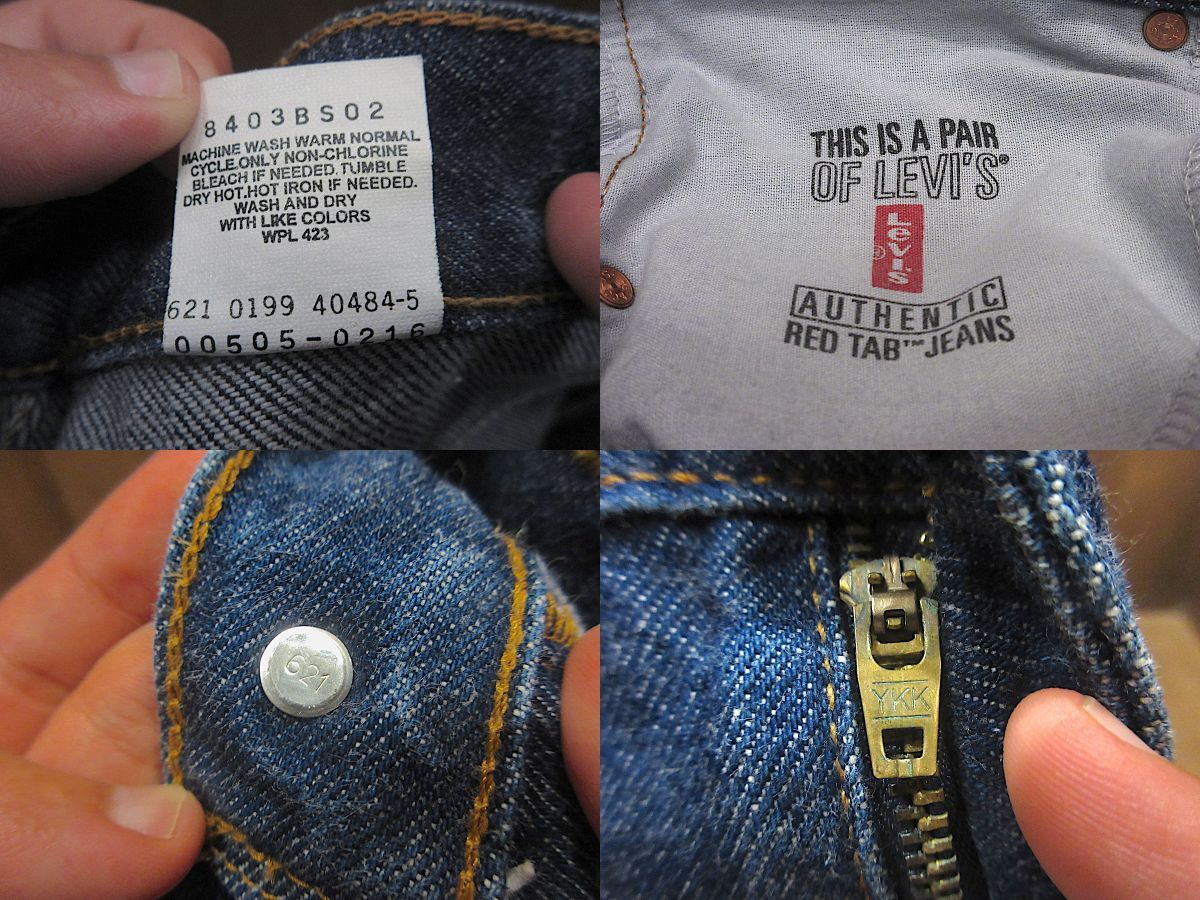 8403BS02
MACHINE WASH WARM NORMAL
CYCLE.ONLY NON-CHLORINE
BLEACH IF NEEDED.TUMBLE
DRY HOT.HOT IRON IF NEEDED.
WASH AND DRY
WITH LIKE COLORS
WPL 423
621 0199 40484-5
00505-0216
THIS IS A PAIR
OF LEVI'S®
Levi's®
AUTHENTIC
RED TAB™ JEANS
621
YKK